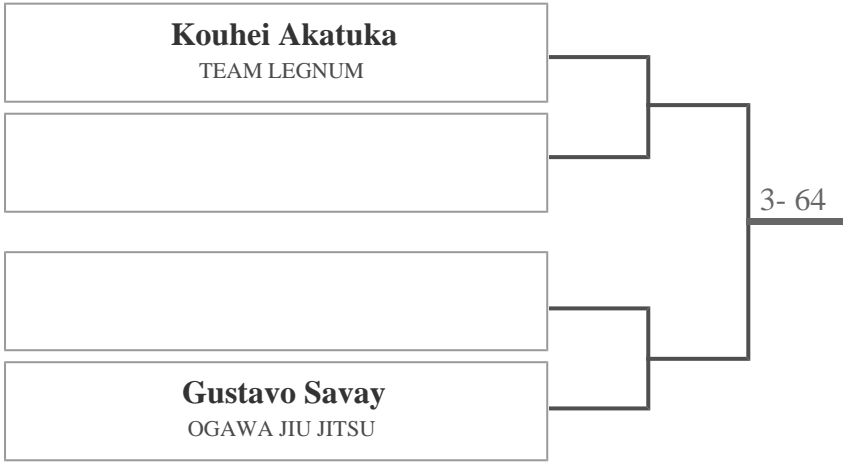 Kouhei Akatuka
TEAM LEGNUM
3- 64
Gustavo Savay
OGAWA JIU JITSU